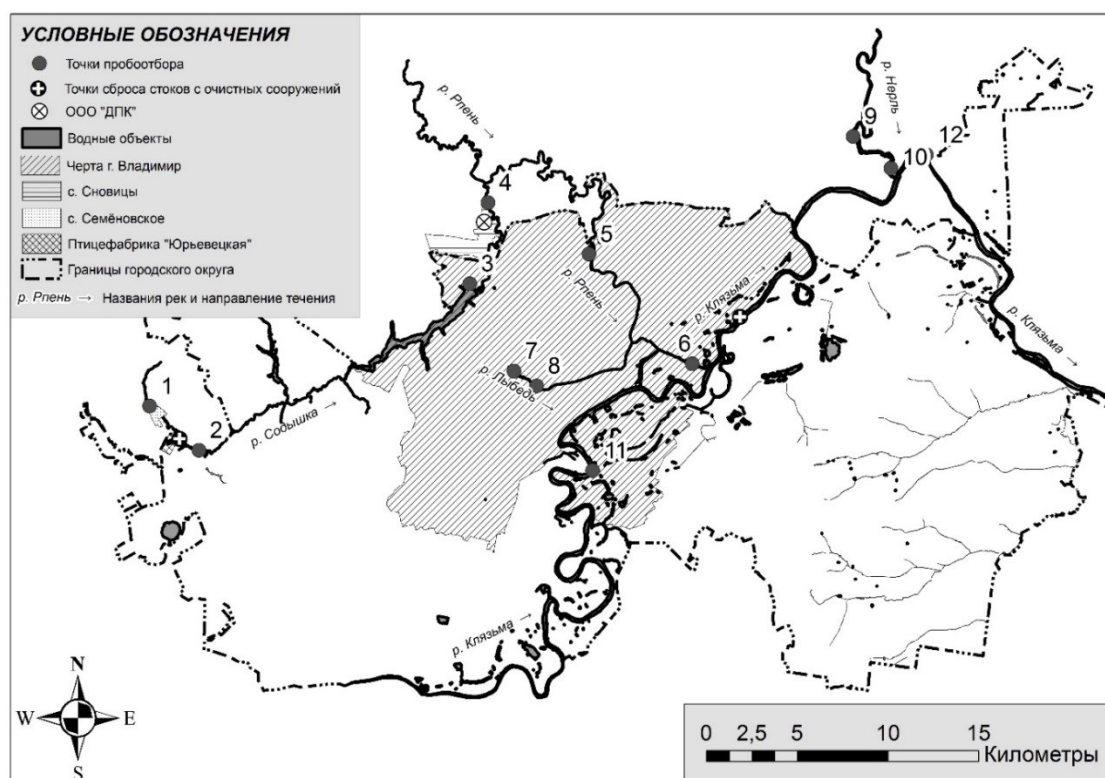 УСЛОВНЫЕ ОБОЗНАЧЕНИЯ
Точки пробоотбора
Точки сброса стоков с очистных сооружений
ООО "ДПК"
Водные объекты
Черта г. Владимир
с. Сновицы
с. Семёновское
Птицефабрика "Юрьевецкая"
Границы городского округа
р. Рпень → Названия рек и направление течения
р. Рпень →
р. Нерль →
9
12
10
4
5
3
р. Рпень →
р. Клязьма →
р. Клязьма →
6
7
8
р. Лыбедь →
1
р. Содышка →
2
11
р. Клязьма →
N
W
E
S
0
2,5
5
10
15
Километры